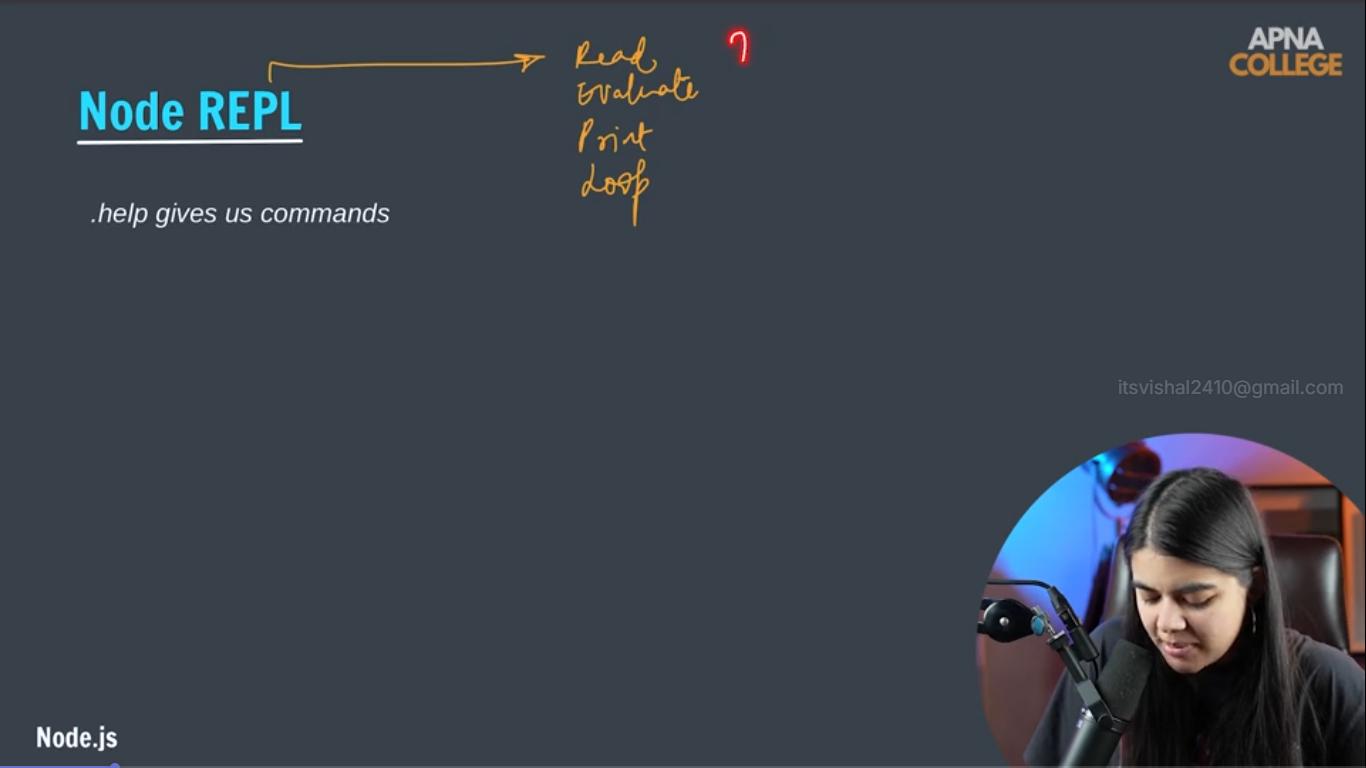 APNA
COLLEGE
Node REPL
Read
Evaluate
Print
Loop
.help gives us commands
itsvishal2410@gmail.com
Node.js